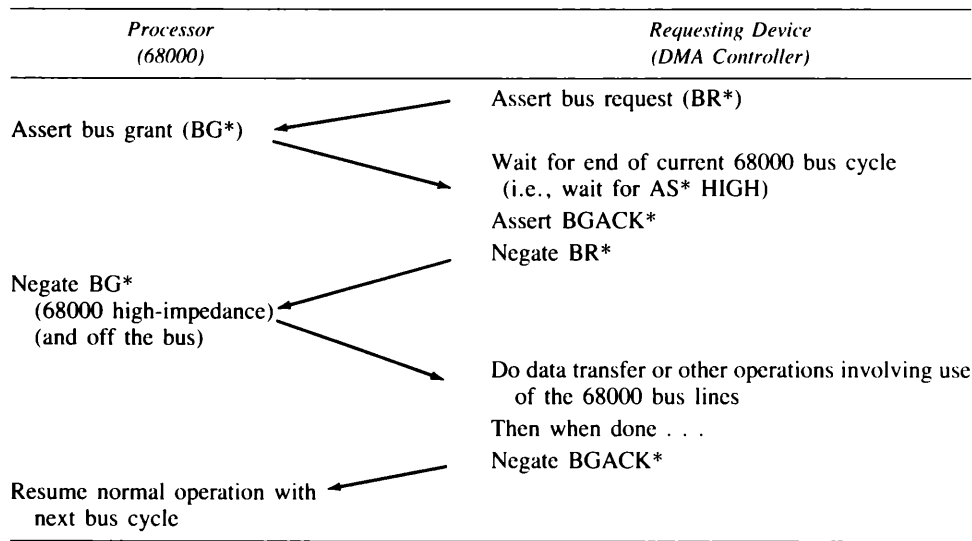 Processor Requesting Device
(68000) (DMA Controller)
Assert bus request (BR*)
Assert bus grant (BG*)
Wait for end of current 68000 bus cycle
(i.e., wait for AS* HIGH)
Assert BGACK*
Negate BR*
Negate BG*
(68000 high-impedance)
(and off the bus)
Do data transfer or other operations involving use
of the 68000 bus lines
Then when done . . .
Negate BGACK*
Resume normal operation with
next bus cycle